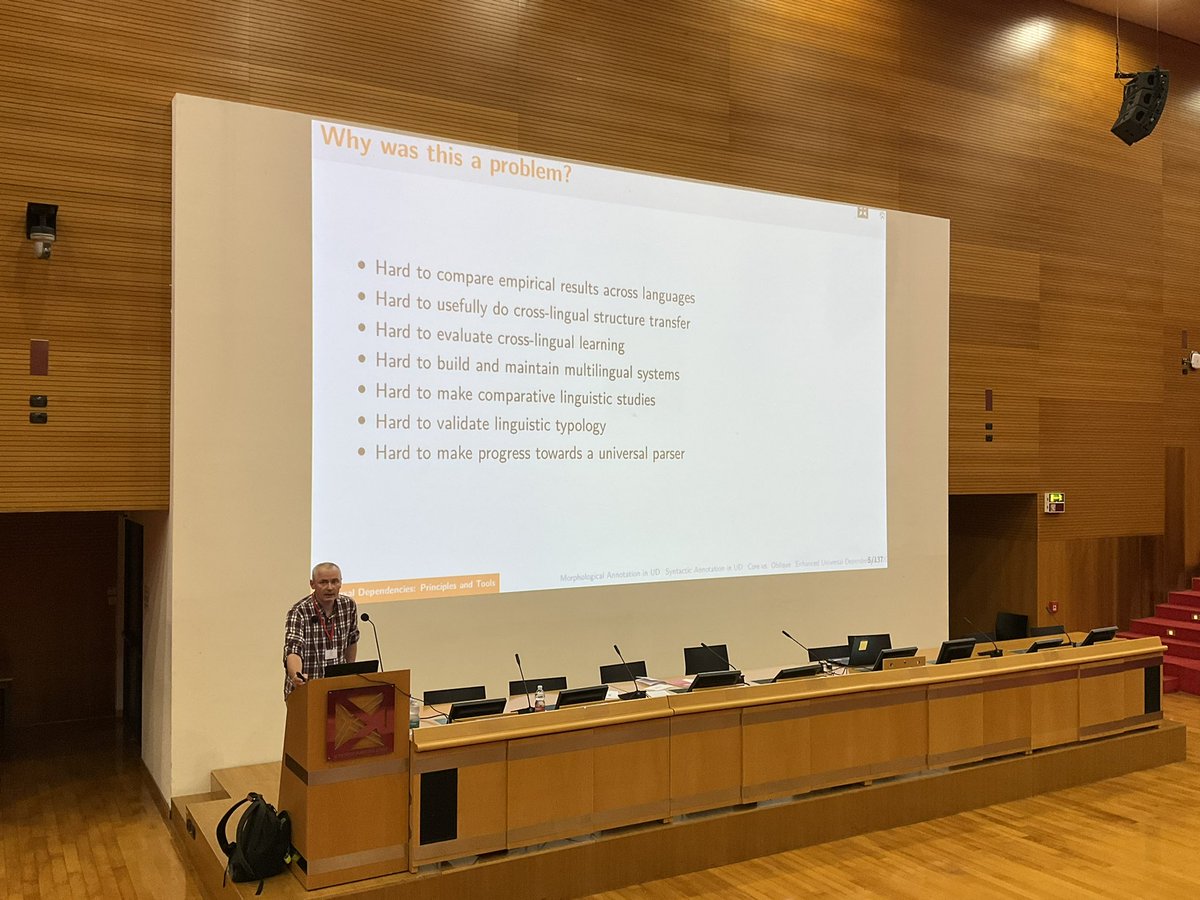 Why was this a problem?
• Hard to compare empirical results across languages
• Hard to usefully do cross-lingual structure transfer
• Hard to evaluate cross-lingual learning
• Hard to build and maintain multilingual systems
• Hard to make comparative linguistic studies
• Hard to validate linguistic typology
• Hard to make progress towards a universal parser
Dependencies: Principles and Tools
Morphological Annotation in UD Syntactic Annotation in UD Core vs. Oblique Enhanced Universal 5/137